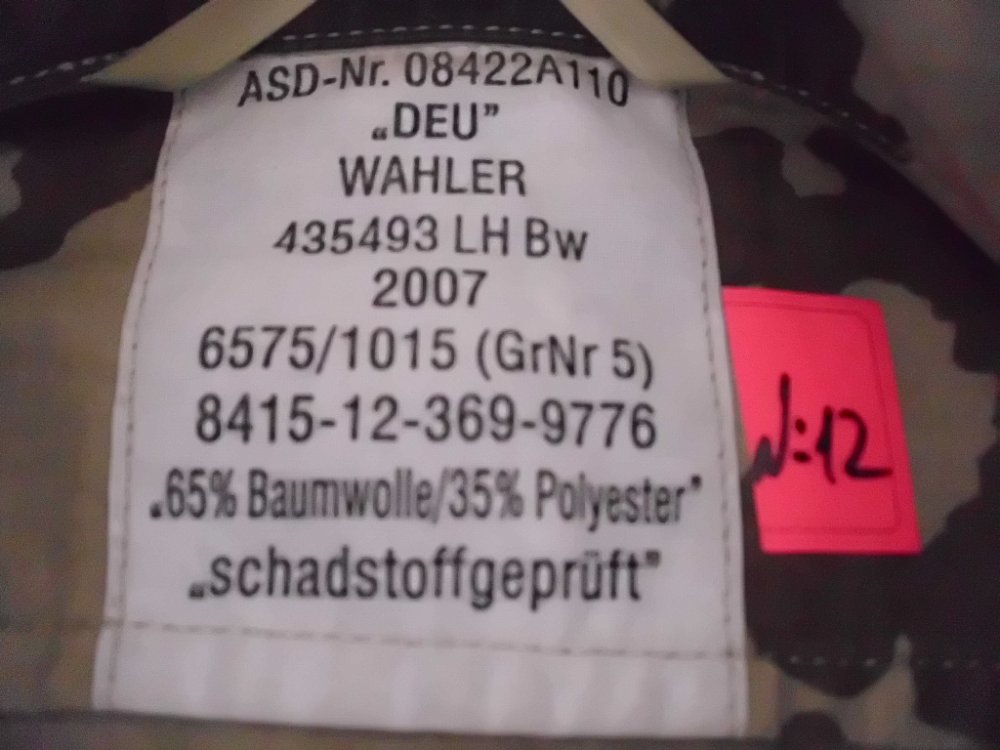 ASD-Nr. 08422A110
„DEU”
WAHLER
435493 LH Bw
2007
6575/1015 (GrNr 5)
8415-12-369-9776
„65% Baumwolle/35% Polyester”
„schadstoffgeprüft”
N:12